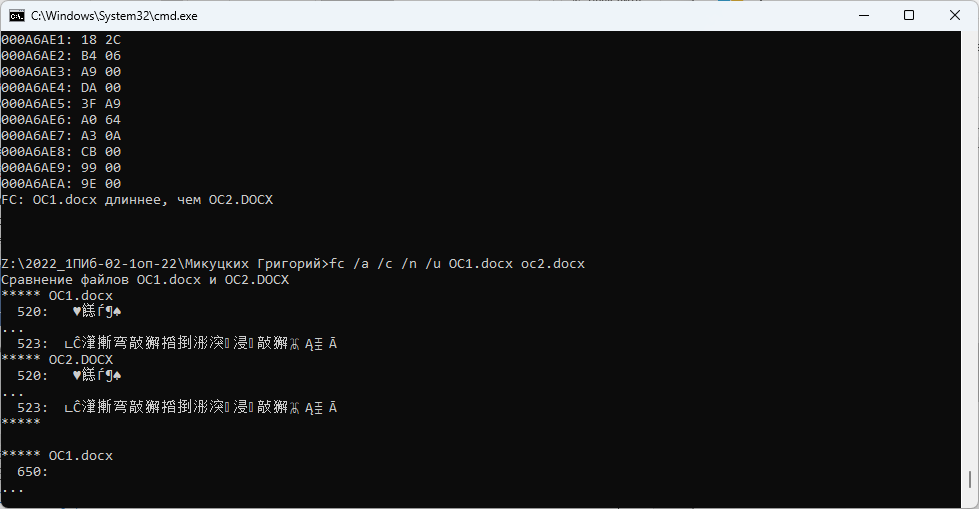 C:\Windows\System32\cmd.exe
000A6AE1: 18 2C
000A6AE2: B4 06
000A6AE3: A9 00
000A6AE4: DA 00
000A6AE5: 3F A9
000A6AE6: A0 64
000A6AE7: A3 0A
000A6AE8: CB 00
000A6AE9: 99 00
000A6AEA: 9E 00
FC: OC1.docx длиннее, чем OC2.DOCX
Z:\2022_1ПИб-02-1оп-22\Микуцких Григорий>fc /a /c /n /u OC1.docx oc2.docx
Сравнение файлов OC1.docx и OC2.DOCX
***** OC1.docx
520:
...
523:
***** OC2.DOCX
520:
...
523:
*****
***** OC1.docx
650:
...